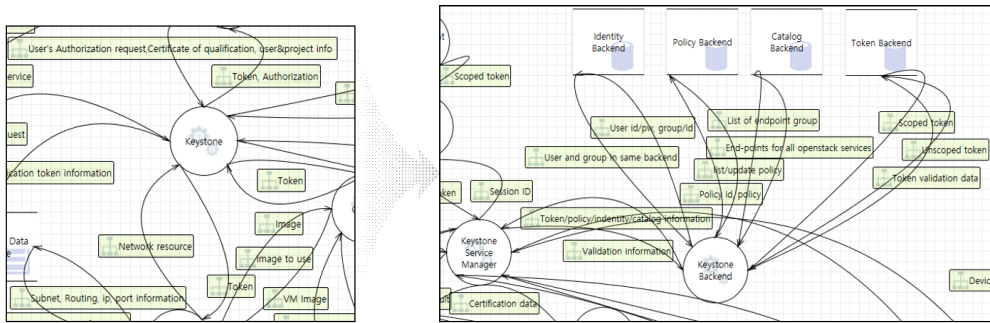 User's Authorization request,Certificate of qualification, user&project info
Token, Authorization
ervice
Keystone
uest
cation token information
Token
Image
Data
Network resource
Image to use
Token
Subnet, Routing, ip, port information
VM Image
Identity
Backend
Policy Backend
Catalog
Backend
Token Backend
Scoped token
User id/pw, group/id
List of endpoint group
Scoped token
User and group in same backend
End-points for all openstack services
Unscoped token
list/update policy
Token validation data
oken
Session ID
Policy id/policy
Token/policy/indentity/catalog information
Keystone
Service
Manager
Validation information
Keystone
Backend
Devic
Certification data